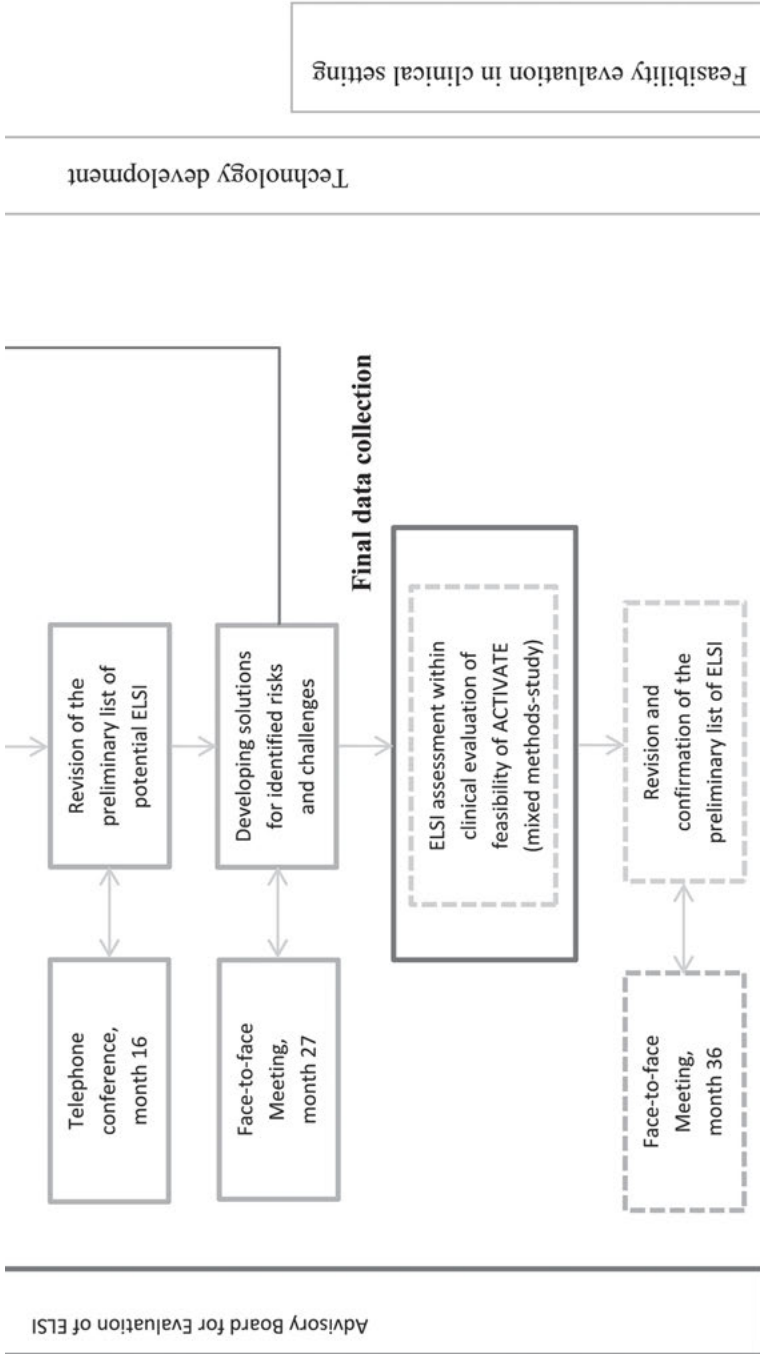 Advisory Board for Evaluation of ELSI
Telephone
conference,
month 16
Revision of the
preliminary list of
potential ELSI
Face-to-face
Meeting,
month 27
Developing solutions
for identified risks
and challenges
Final data collection
ELSI assessment within
clinical evaluation of
feasibility of ACTIVATE
(mixed methods-study)
Face-to-face
Meeting,
month 36
Revision and
confirmation of the
preliminary list of ELSI
Technology development
Feasibility evaluation in clinical setting